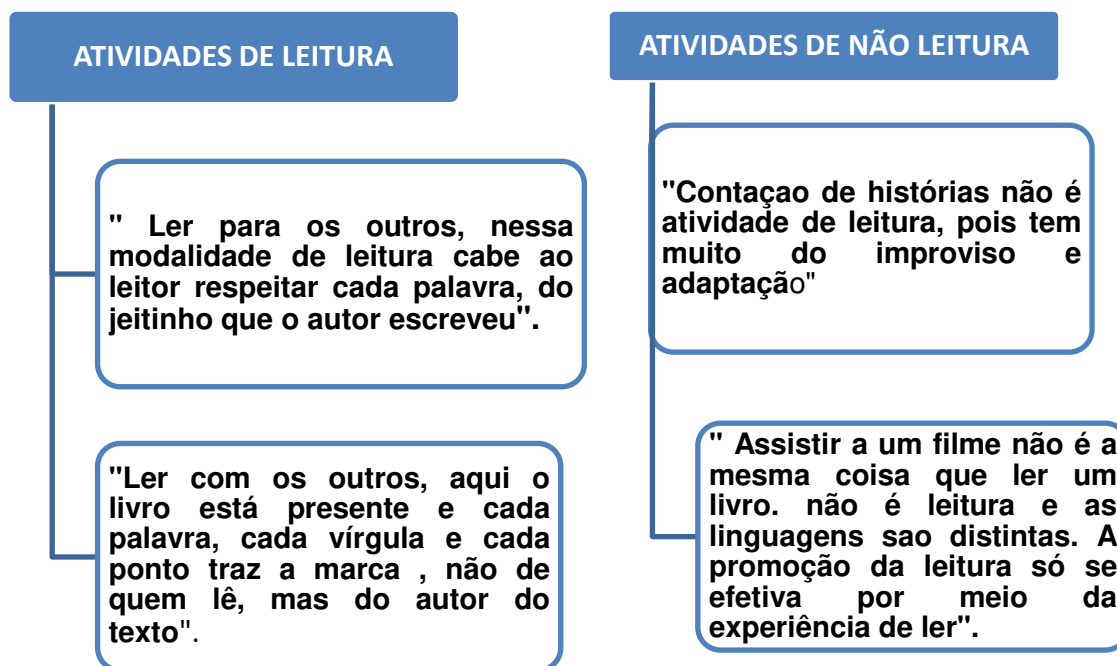 ATIVIDADES DE LEITURA
" Ler para os outros, nessa
modalidade de leitura cabe ao
leitor respeitar cada palavra, do
jeitinho que o autor escreveu".
"Ler com os outros, aqui o
livro está presente e cada
palavra, cada vírgula e cada
ponto traz a marca , não de
quem lê, mas do autor do
texto".
ATIVIDADES DE NÃO LEITURA
"Contaçao de histórias não é
atividade de leitura, pois tem
muito do improviso e
adaptação"
" Assistir a um filme não é a
mesma coisa que ler um
livro. não é leitura e as
linguagens sao distintas. A
promoção da leitura só se
efetiva por meio da
experiência de ler".